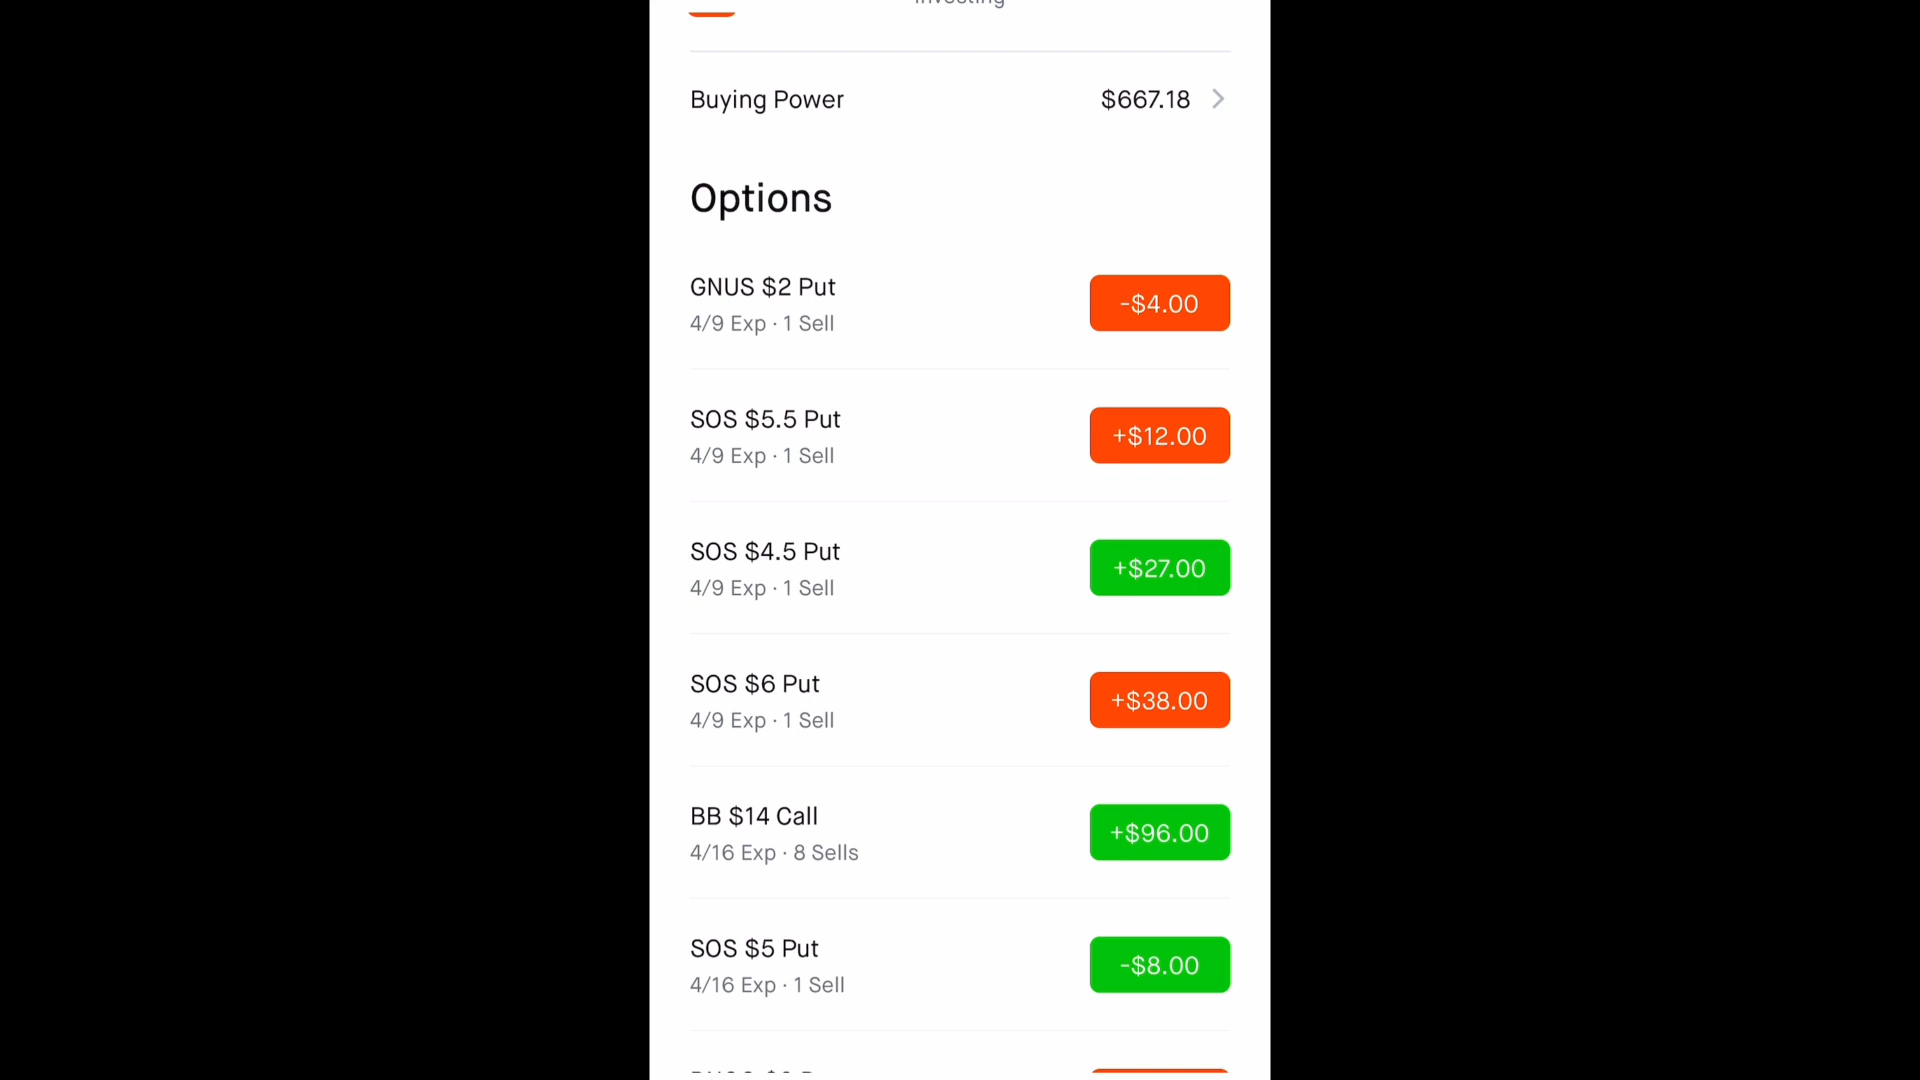 Investing
Buying Power $667.18
Options
GNUS $2 Put -$4.00
4/9 Exp · 1 Sell
SOS $5.5 Put +$12.00
4/9 Exp · 1 Sell
SOS $4.5 Put +$27.00
4/9 Exp · 1 Sell
SOS $6 Put +$38.00
4/9 Exp · 1 Sell
BB $14 Call +$96.00
4/16 Exp · 8 Sells
SOS $5 Put -$8.00
4/16 Exp · 1 Sell